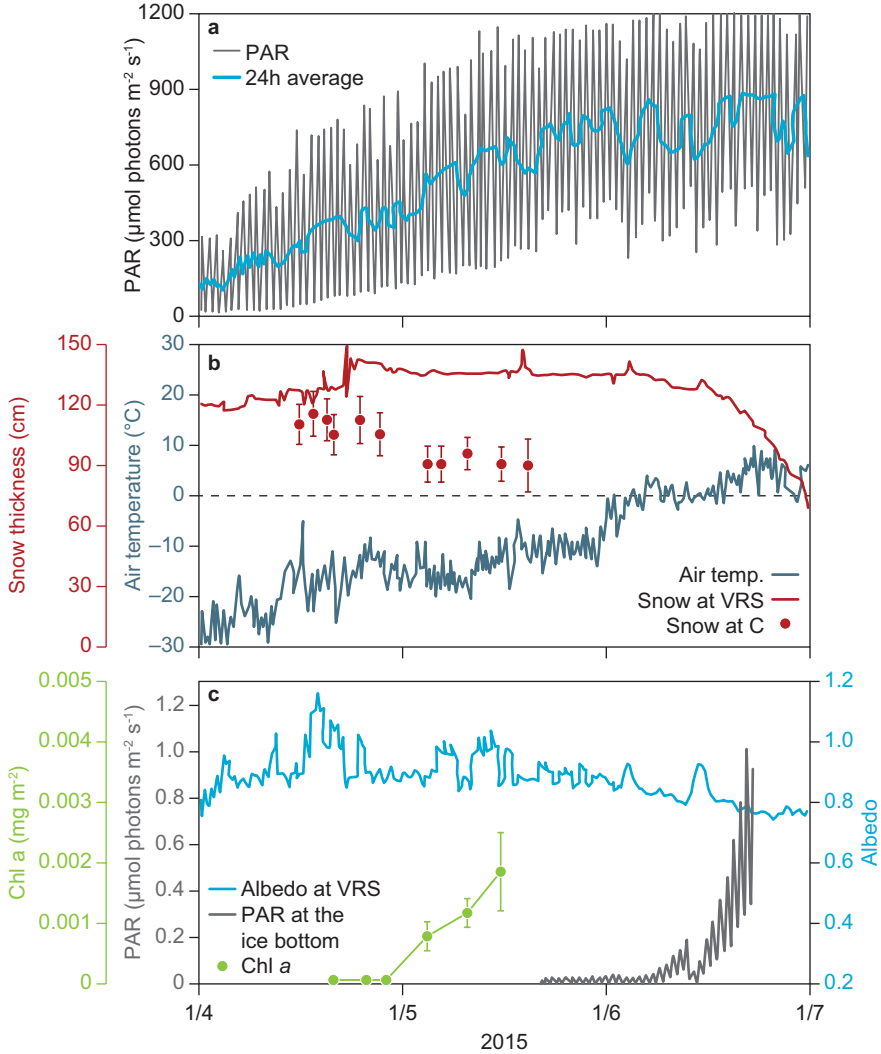 a
PAR
24h average
PAR (µmol photons m⁻² s⁻¹)
1200
900
600
300
0
b
Snow thickness (cm)
150
120
90
60
30
0
Air temperature (°C)
30
20
10
0
–10
–20
–30
Air temp.
Snow at VRS
Snow at C
c
Chl a (mg m⁻²)
0.005
0.004
0.003
0.002
0.001
0
PAR (µmol photons m⁻² s⁻¹)
1.2
1.0
0.8
0.6
0.4
0.2
0
Albedo at VRS
PAR at the
ice bottom
Chl a
1.2
1.0
0.8
0.6
0.4
0.2
Albedo
1/4
1/5
1/6
1/7
2015